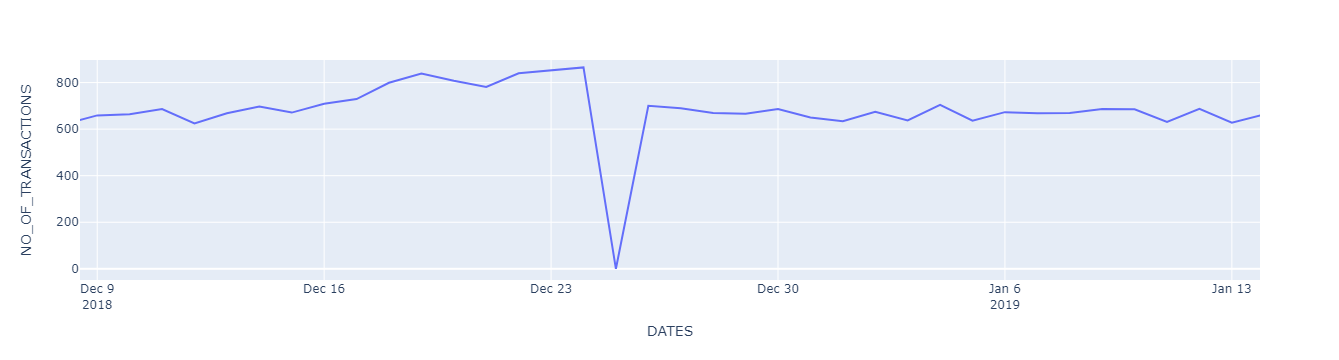 NO_OF_TRANSACTIONS
800
600
400
200
0
Dec 9 Dec 16 Dec 23 Dec 30 Jan 6 Jan 13
2018 2019
DATES